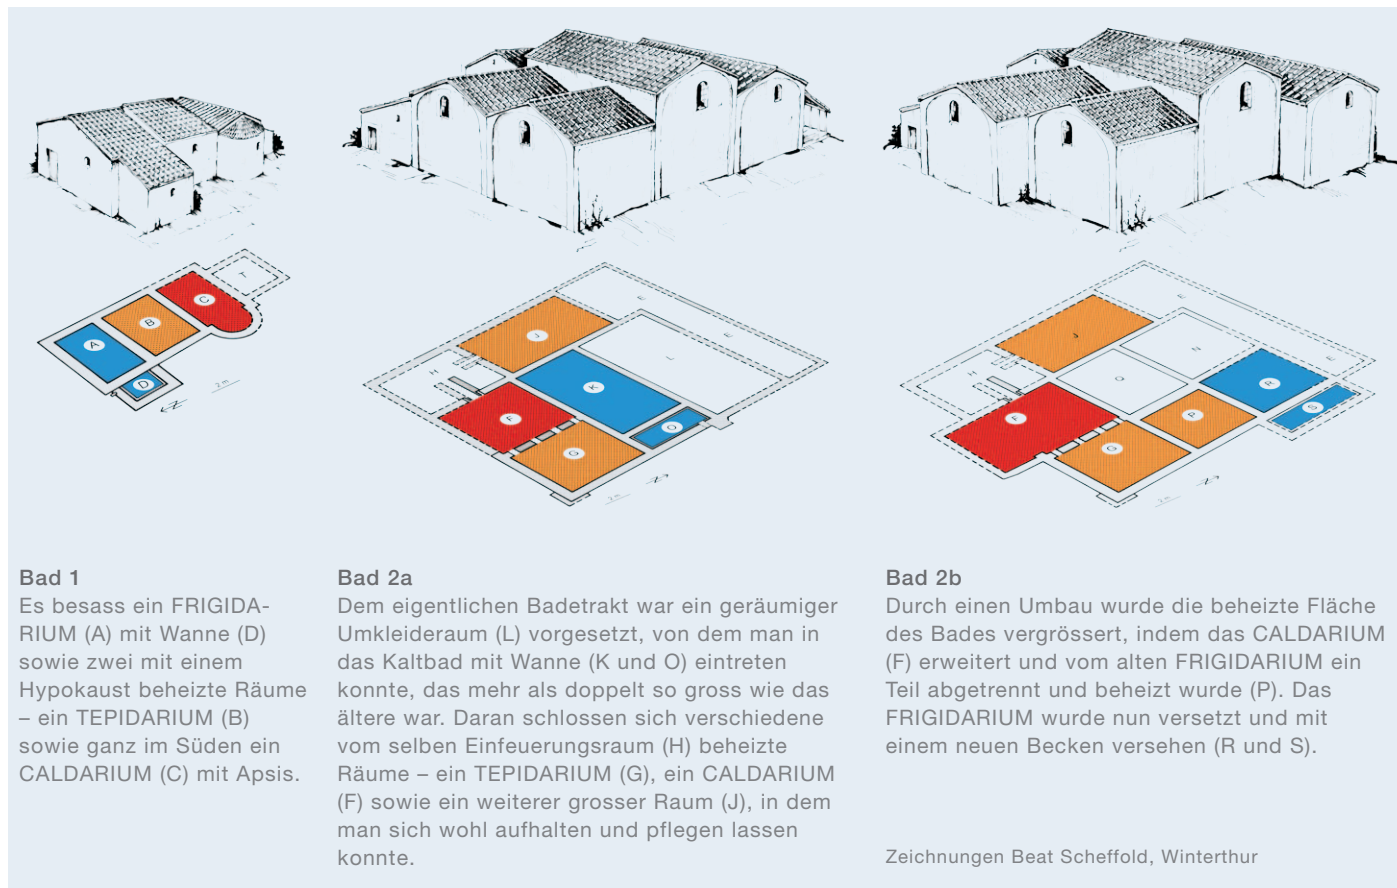 C
T
B
A
D
2 m
N
E
J
E
L
H
K
F
O
G
2 m
N
E
J
N
E
H
O
R
F
P
S
G
2 m
N
Bad 1
Es besass ein FRIGIDA-
RIUM (A) mit Wanne (D)
sowie zwei mit einem
Hypokaust beheizte Räume
– ein TEPIDARIUM (B)
sowie ganz im Süden ein
CALDARIUM (C) mit Apsis.
Bad 2a
Dem eigentlichen Badetrakt war ein geräumiger
Umkleideraum (L) vorgesetzt, von dem man in
das Kaltbad mit Wanne (K und O) eintreten
konnte, das mehr als doppelt so gross wie das
ältere war. Daran schlossen sich verschiedene
vom selben Einfeuerungsraum (H) beheizte
Räume – ein TEPIDARIUM (G), ein CALDARIUM
(F) sowie ein weiterer grosser Raum (J), in dem
man sich wohl aufhalten und pflegen lassen
konnte.
Bad 2b
Durch einen Umbau wurde die beheizte Fläche
des Bades vergrössert, indem das CALDARIUM
(F) erweitert und vom alten FRIGIDARIUM ein
Teil abgetrennt und beheizt wurde (P). Das
FRIGIDARIUM wurde nun versetzt und mit
einem neuen Becken versehen (R und S).
Zeichnungen Beat Scheffold, Winterthur